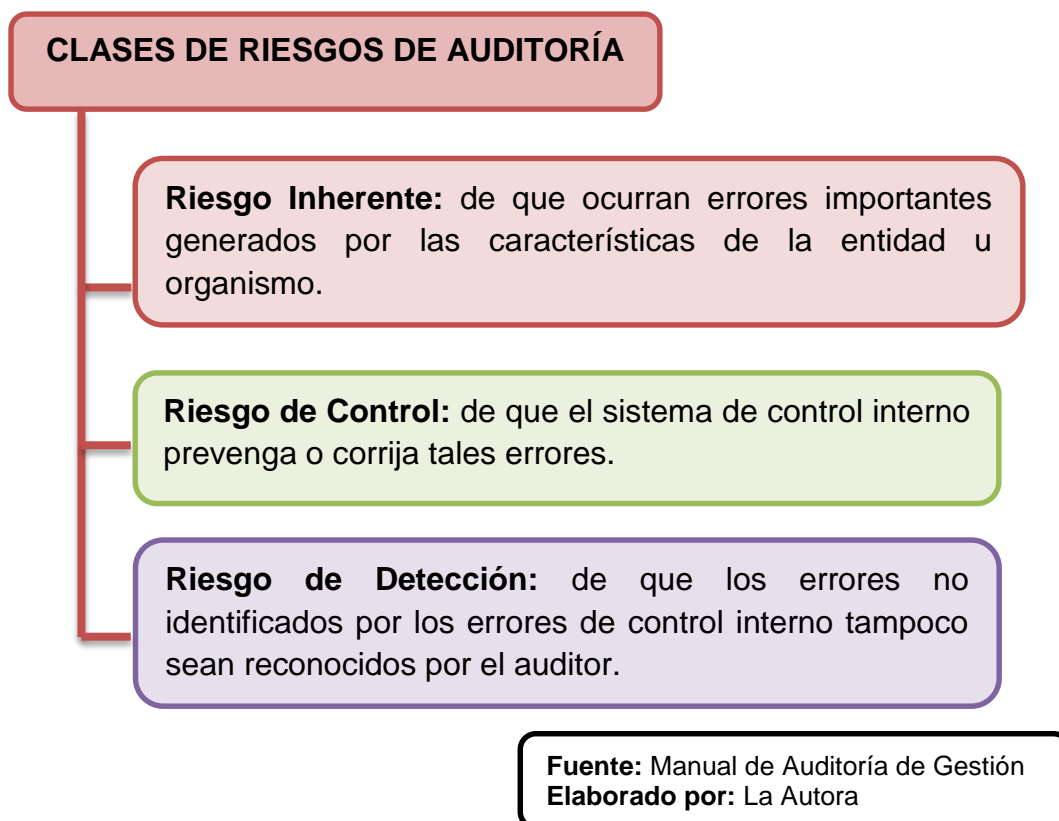 CLASES DE RIESGOS DE AUDITORÍA
Riesgo Inherente: de que ocurran errores importantes
generados por las características de la entidad u
organismo.
Riesgo de Control: de que el sistema de control interno
prevenga o corrija tales errores.
Riesgo de Detección: de que los errores no
identificados por los errores de control interno tampoco
sean reconocidos por el auditor.
Fuente: Manual de Auditoría de Gestión
Elaborado por: La Autora